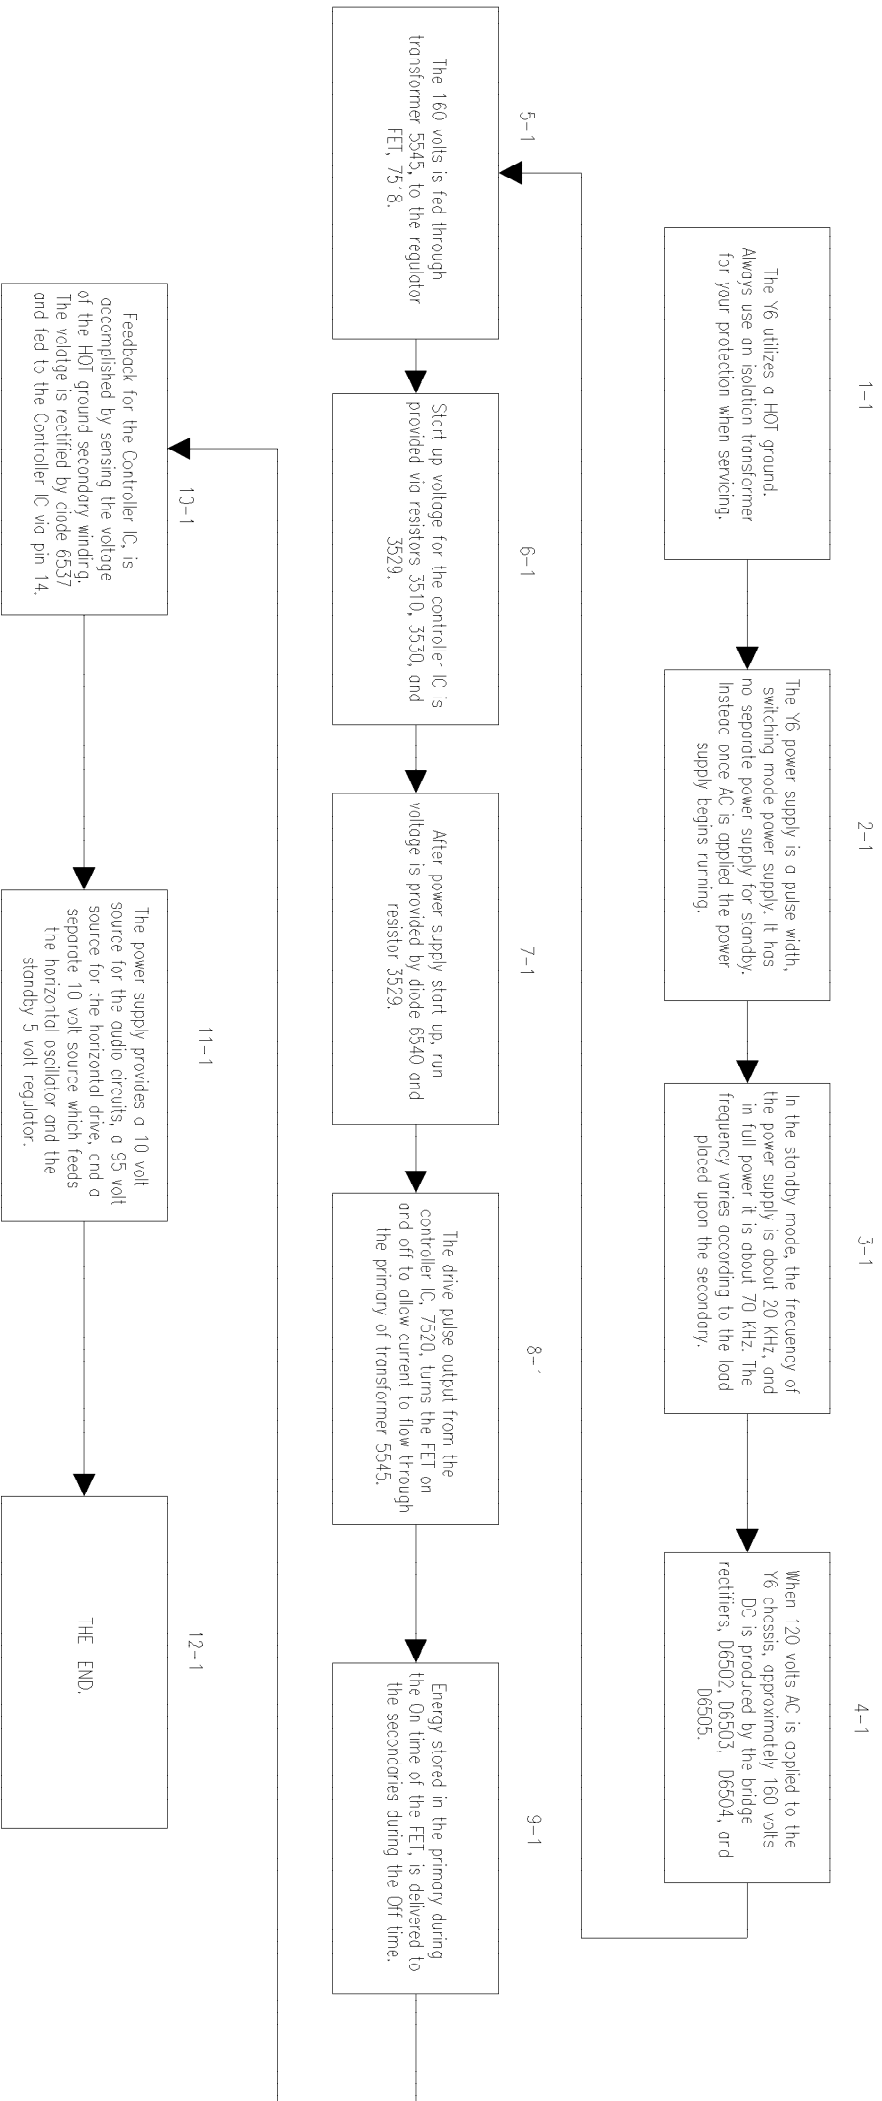 1-1
The Y6 utilizes a HOT ground.
Always use an isolation transformer
for your protection when servicing.
2-1
The Y6 power supply is a pulse width,
switching mode power supply. It has
no separate power supply for standby.
Instead once AC is applied the power
supply begins running.
3-1
In the standby mode, the frecuency of
the power supply is about 20 KHz, and
in full power it is about 70 KHz. The
frequency varies according to the load
placed upon the secondary.
4-1
When 120 volts AC is applied to the
Y6 chassis, approximately 160 volts
DC is produced by the bridge
rectifiers, D6502, D6503, D6504, and
D6505.
5-1
The 160 volts is fed through
transformer 5545, to the regulator
FET, 7518.
6-1
Start up voltage for the controller IC is
provided via resistors 3510, 3530, and
3529.
7-1
After power supply start up, run
voltage is provided by diode 6540 and
resistor 3529.
8-1
The drive pulse output from the
controller IC, 7520, turns the FET on
and off to allow current to flow through
the primary of transformer 5545.
9-1
Energy stored in the primary during
the On time of the FET, is delivered to
the secondaries during the Off time.
10-1
Feedback for the Controller IC, is
accomplished by sensing the voltage
of the HOT ground secondary winding.
The volatge is rectified by diode 6537
and fed to the Controller IC via pin 14.
11-1
The power supply provides a 10 volt
source for the audio circuits, a 95 volt
source for the horizontal drive, and a
separate 10 volt source which feeds
the horizontal oscillator and the
standby 5 volt regulator.
12-1
THE END.